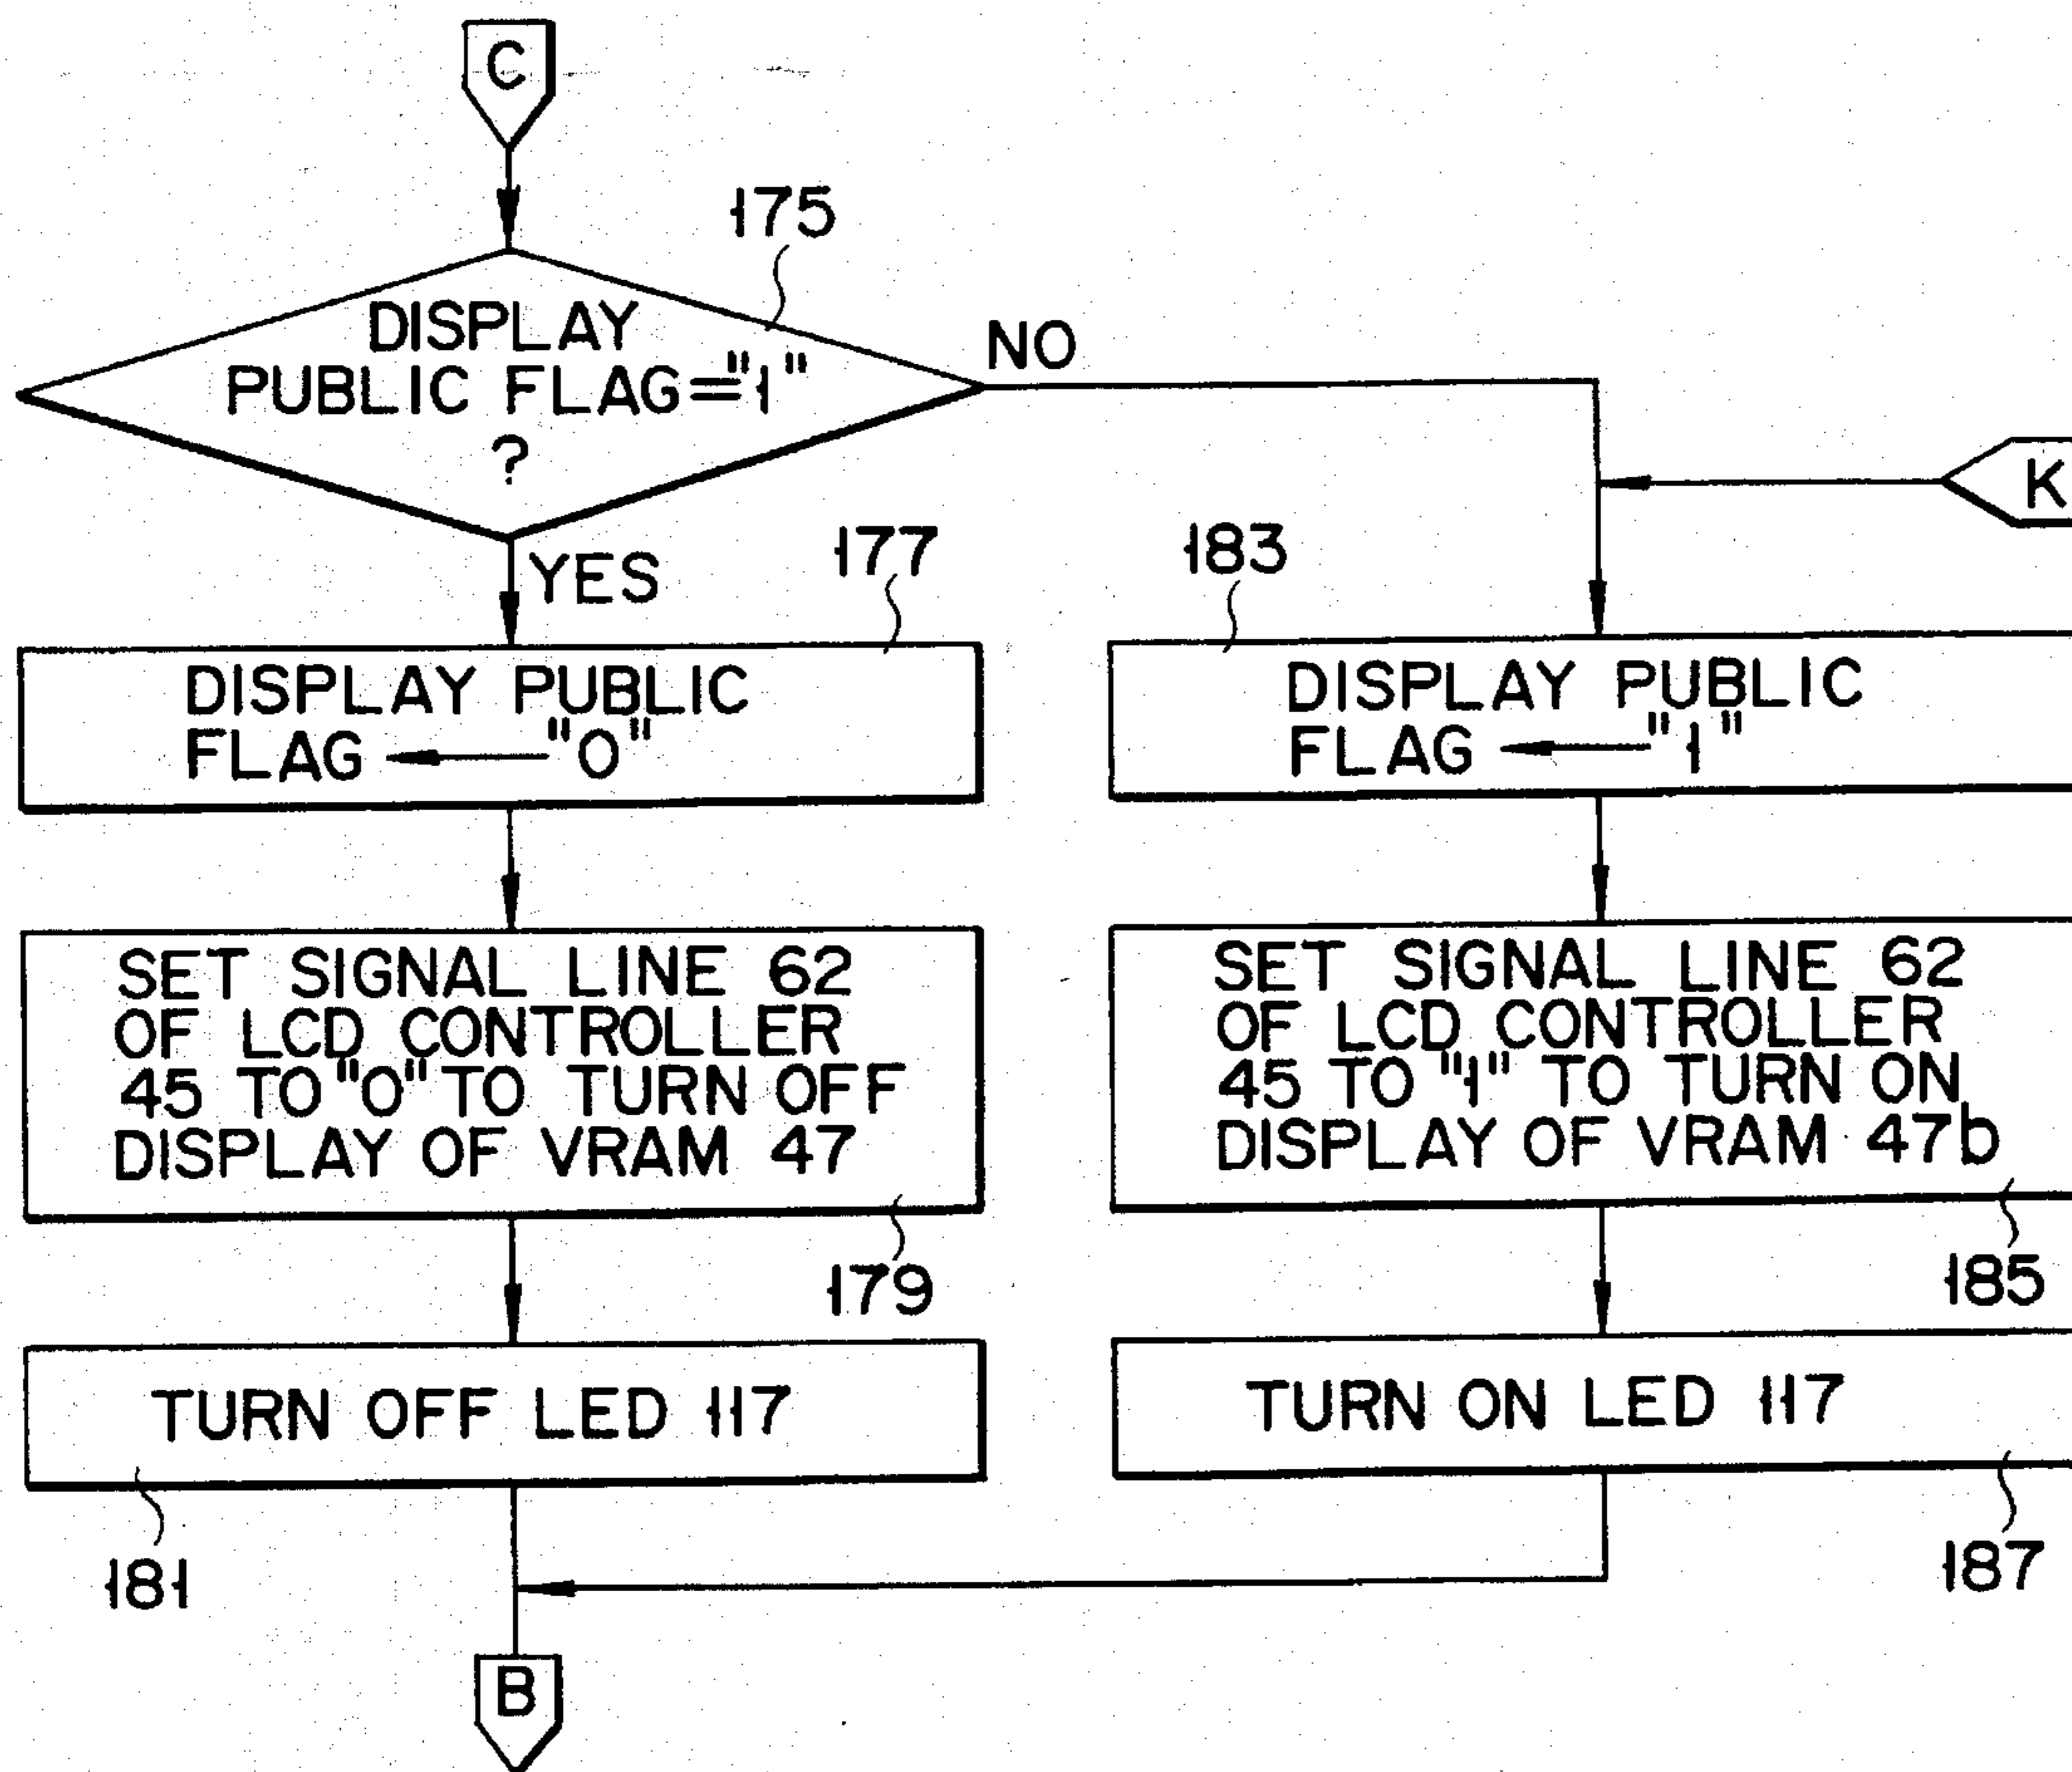 C
175
DISPLAY
PUBLIC FLAG="1"
?
NO
K
YES
177
DISPLAY PUBLIC
FLAG ← "0"
183
DISPLAY PUBLIC
FLAG ← "1"
SET SIGNAL LINE 62
OF LCD CONTROLLER
45 TO "0" TO TURN OFF
DISPLAY OF VRAM 47
179
SET SIGNAL LINE 62
OF LCD CONTROLLER
45 TO "1" TO TURN ON
DISPLAY OF VRAM 47b
185
TURN OFF LED 117
181
TURN ON LED 117
187
B